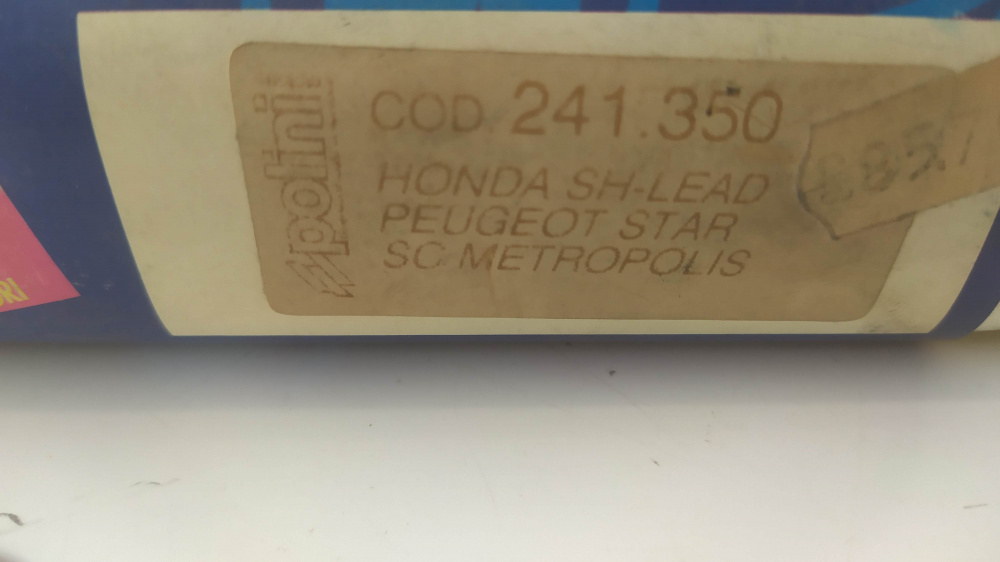 polini
COD. 241.350
HONDA SH-LEAD
PEUGEOT STAR
SC METROPOLIS